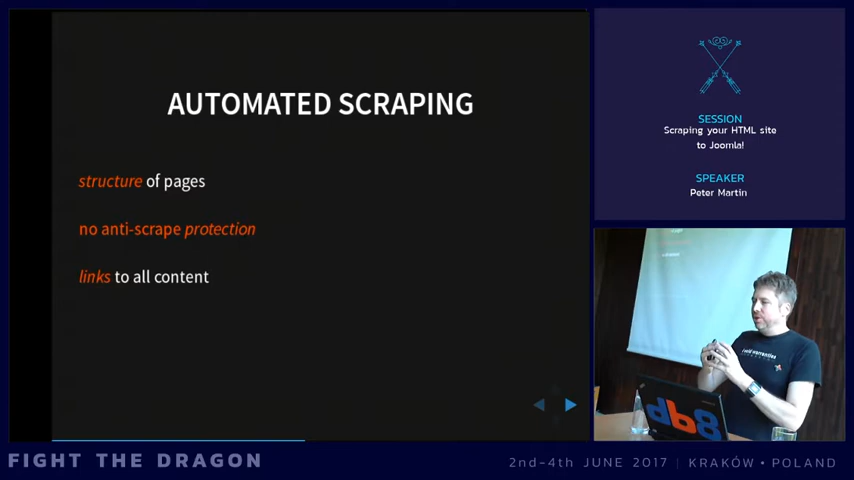 AUTOMATED SCRAPING
structure of pages
no anti-scrape protection
links to all content
SESSION
Scraping your HTML site
to Joomla!
SPEAKER
Peter Martin
db8
FIGHT THE DRAGON
2nd-4th JUNE 2017 | KRAKÓW • POLAND